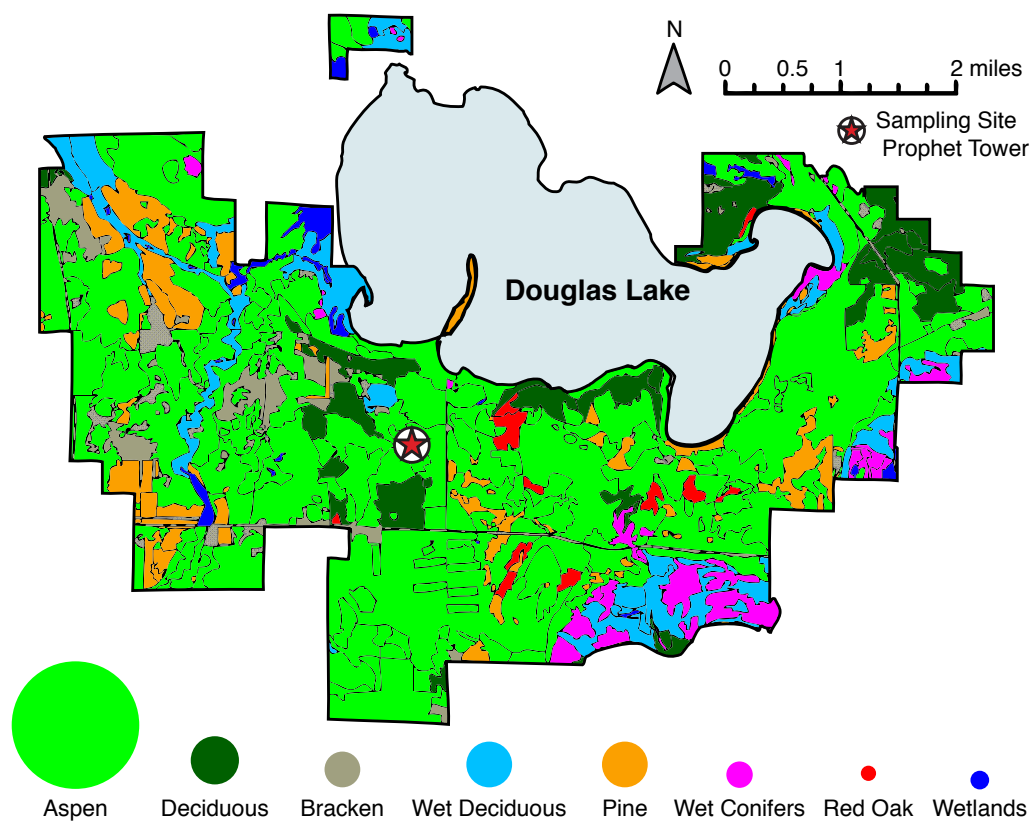 N
0 0.5 1 2 miles
Sampling Site
Prophet Tower
Douglas Lake
Aspen Deciduous Bracken Wet Deciduous Pine Wet Conifers Red Oak Wetlands